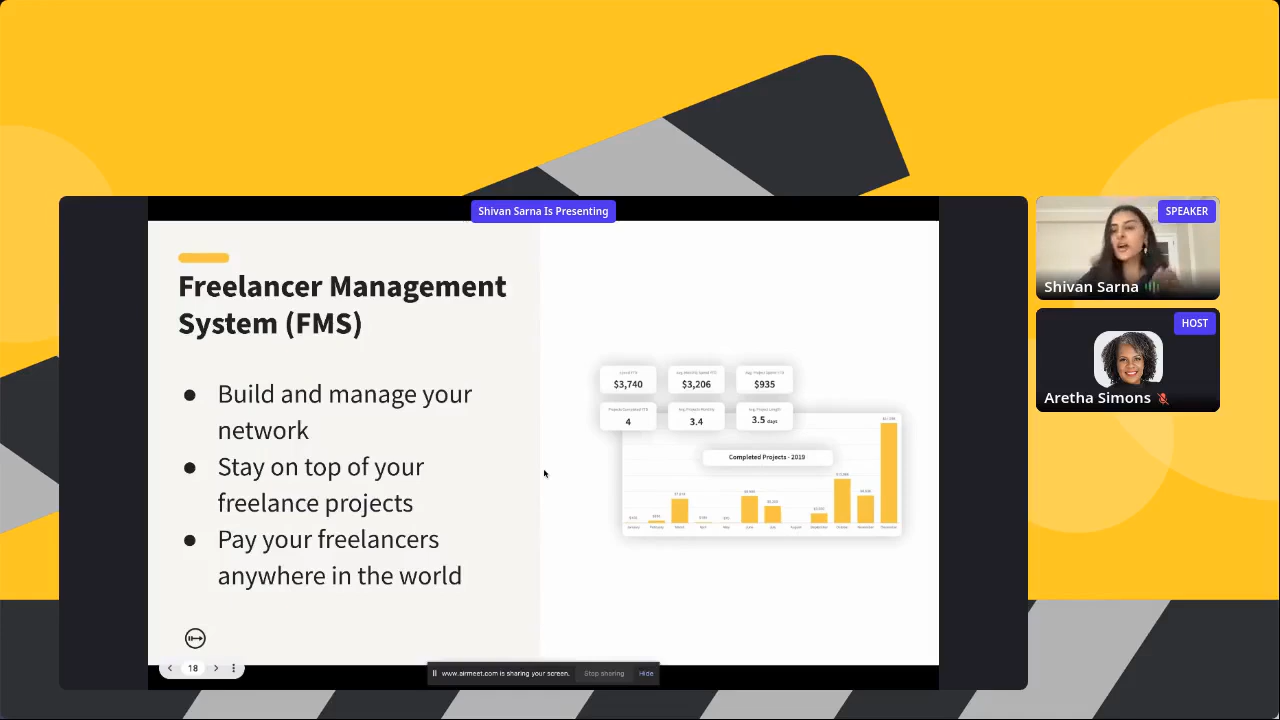 Shivan Sarna Is Presenting
SPEAKER
Shivan Sarna
HOST
Aretha Simons
Freelancer Management
System (FMS)
● Build and manage your
network
● Stay on top of your
freelance projects
● Pay your freelancers
anywhere in the world
$3,740
$3,206
$935
4
3.4
3.5 days
Completed Projects - 2019
18
www.airmeet.com is sharing your screen.
Stop sharing
Hide